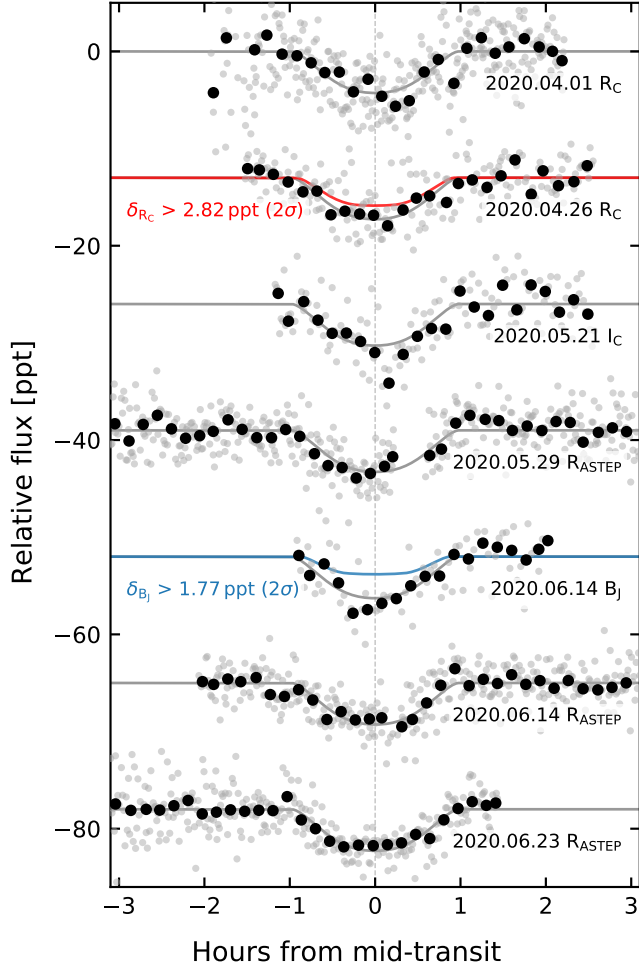 0
2020.04.01 R_C
δ_{R_C} > 2.82 ppt (2σ)
2020.04.26 R_C
−20
2020.05.21 I_C
−40
2020.05.29 R_ASTEP
δ_{B_J} > 1.77 ppt (2σ)
2020.06.14 B_J
−60
2020.06.14 R_ASTEP
−80
2020.06.23 R_ASTEP
Relative flux [ppt]
−3 −2 −1 0 1 2 3
Hours from mid-transit